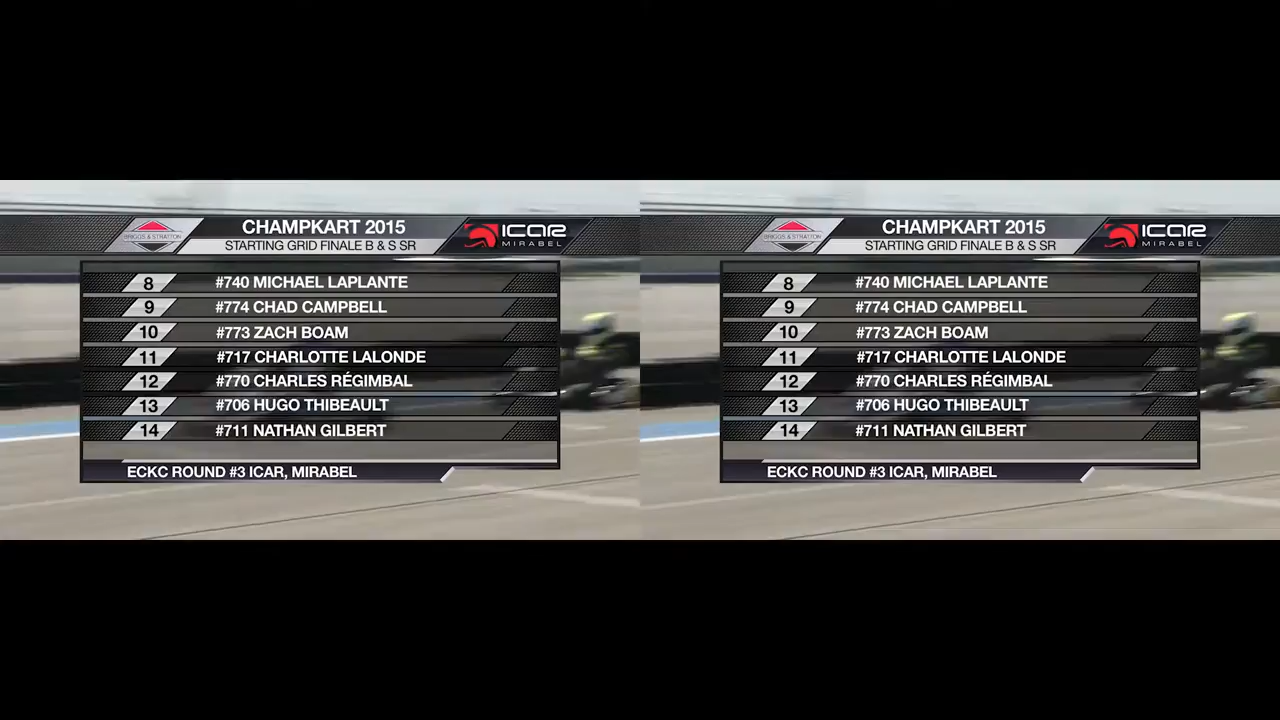 BRIGGS & STRATTON
CHAMPKART 2015
STARTING GRID FINALE B & S SR
ICAR
MIRABEL
8 #740 MICHAEL LAPLANTE
9 #774 CHAD CAMPBELL
10 #773 ZACH BOAM
11 #717 CHARLOTTE LALONDE
12 #770 CHARLES RÉGIMBAL
13 #706 HUGO THIBEAULT
14 #711 NATHAN GILBERT
ECKC ROUND #3 ICAR, MIRABEL
BRIGGS & STRATTON
CHAMPKART 2015
STARTING GRID FINALE B & S SR
ICAR
MIRABEL
8 #740 MICHAEL LAPLANTE
9 #774 CHAD CAMPBELL
10 #773 ZACH BOAM
11 #717 CHARLOTTE LALONDE
12 #770 CHARLES RÉGIMBAL
13 #706 HUGO THIBEAULT
14 #711 NATHAN GILBERT
ECKC ROUND #3 ICAR, MIRABEL